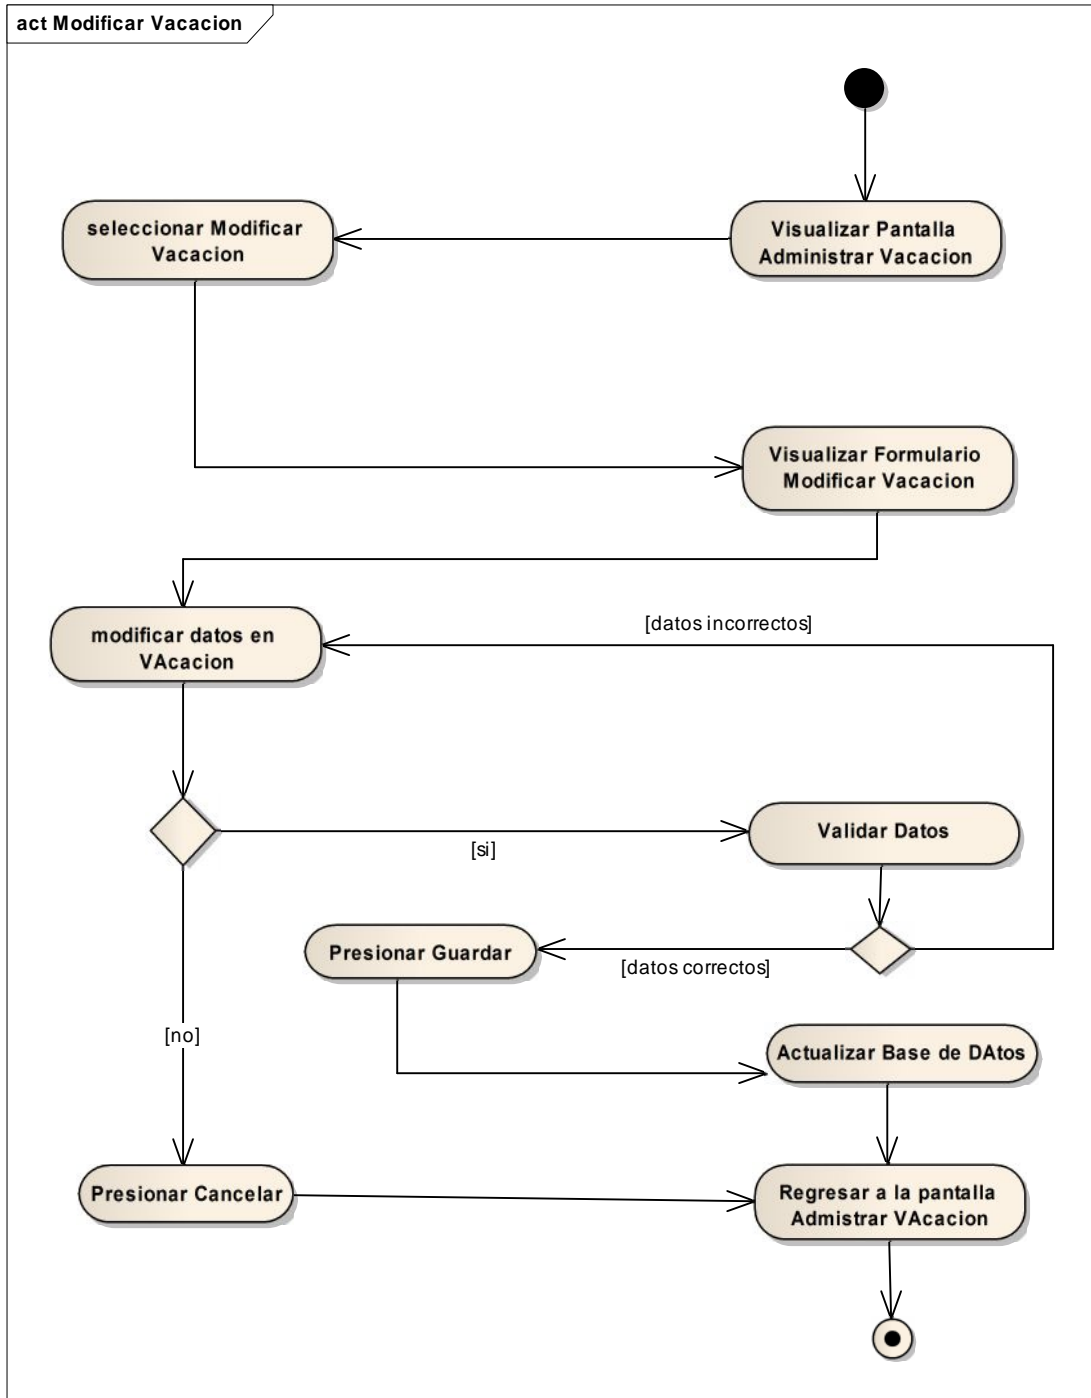 act Modificar Vacacion
seleccionar Modificar
Vacacion
Visualizar Pantalla
Administrar Vacacion
Visualizar Formulario
Modificar Vacacion
[datos incorrectos]
modificar datos en
VAcacion
[si]
Validar Datos
Presionar Guardar
[datos correctos]
[no]
Actualizar Base de DAtos
Presionar Cancelar
Regresar a la pantalla
Admistrar VAcacion